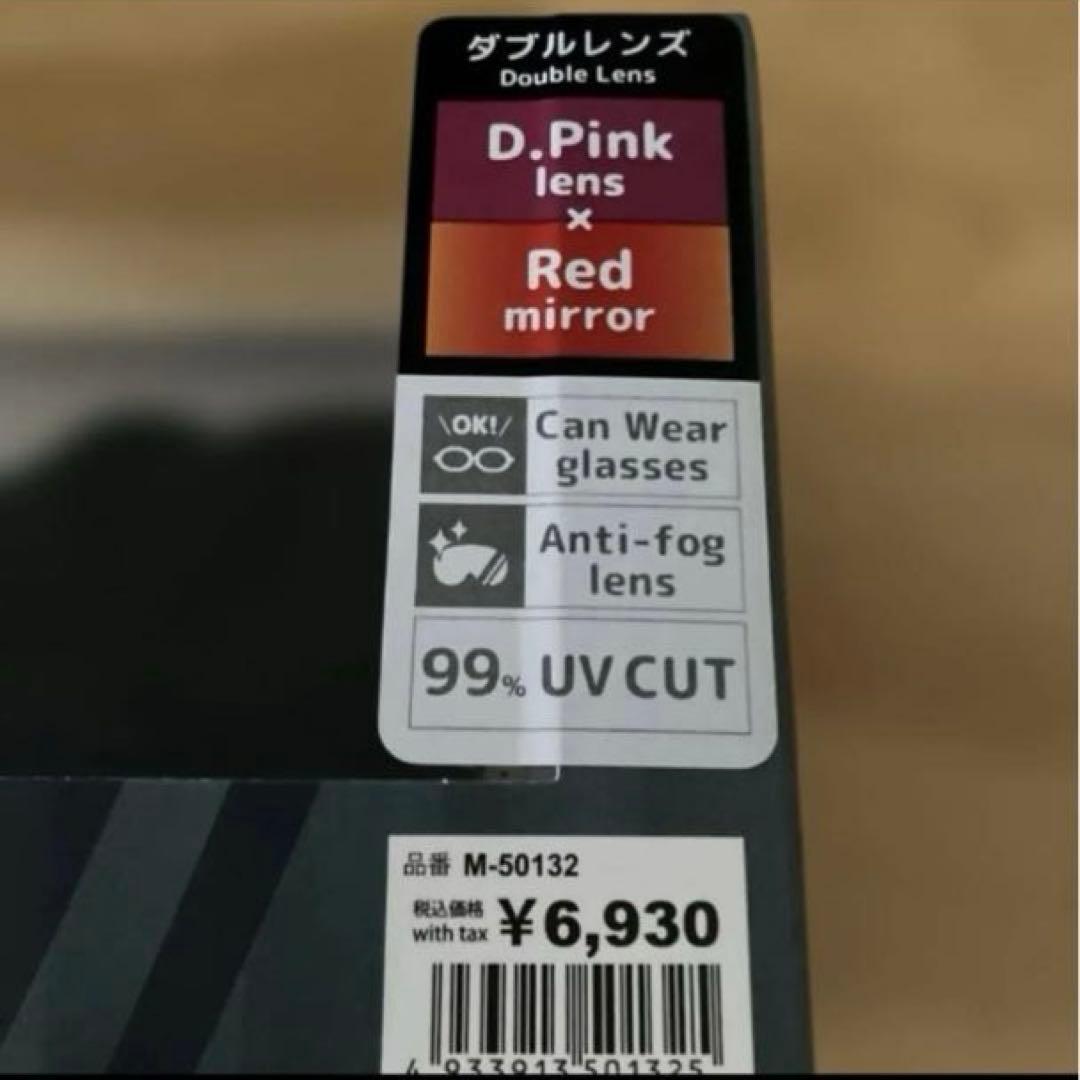 ダブルレンズ
Double Lens
D.Pink
lens
×
Red
mirror
\OK!/
Can Wear
glasses
Anti-fog
lens
99% UV CUT
品番 M-50132
税込価格
with tax ¥6,930
4 933913 501325